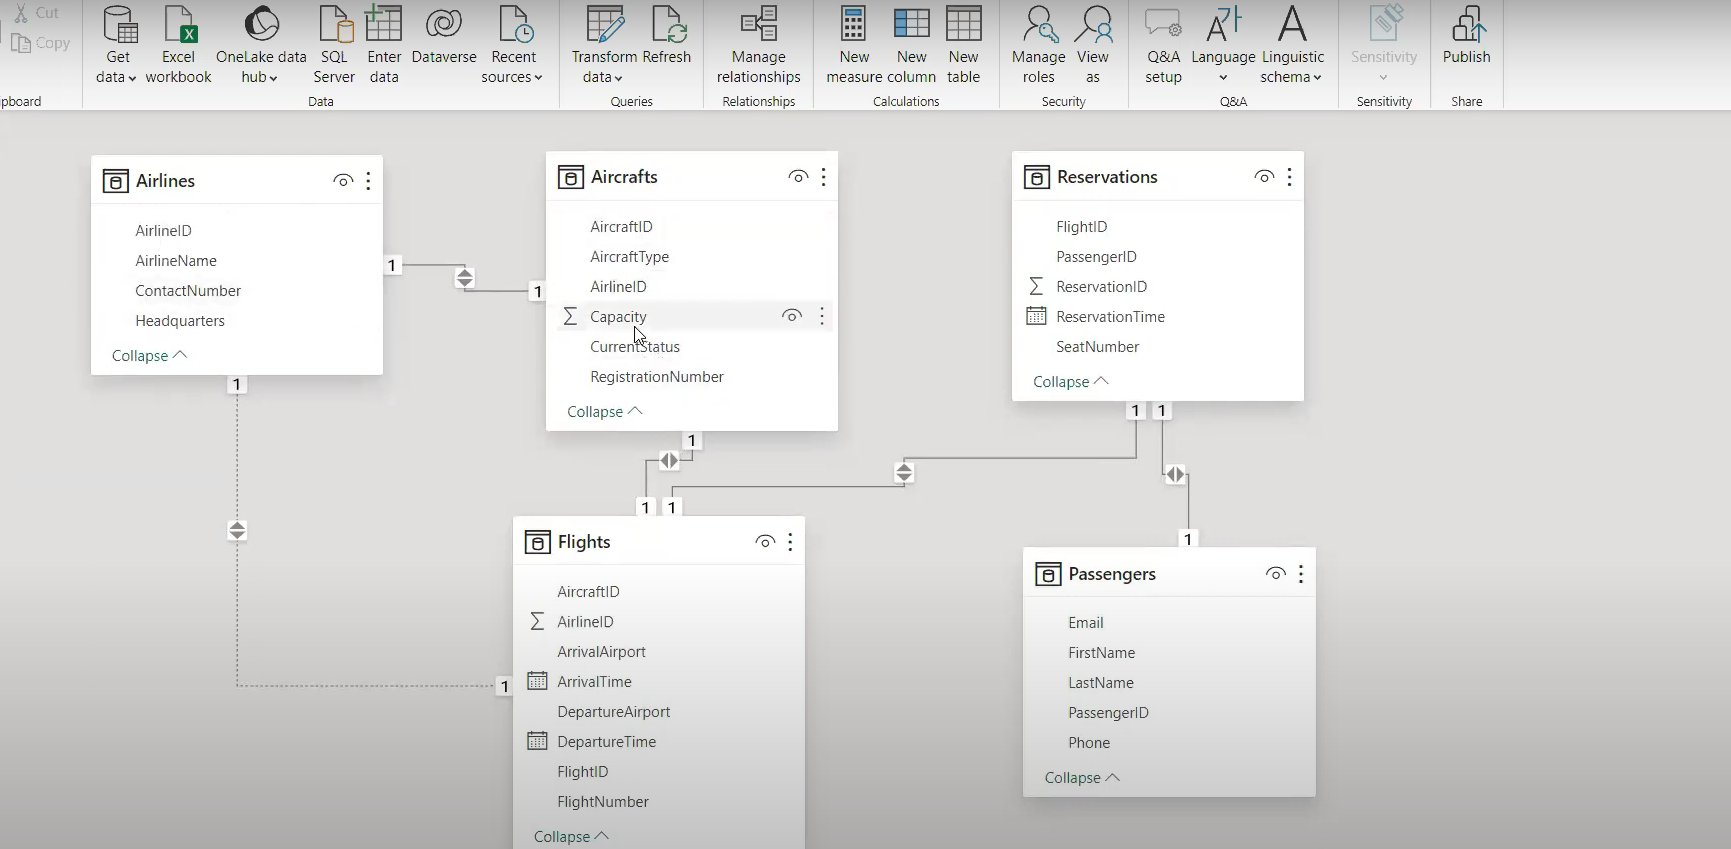 Cut
Copy
Get data
Excel workbook
OneLake data hub
SQL Server
Enter data
Dataverse
Recent sources
Transform data
Refresh
Manage relationships
New measure
New column
New table
Manage roles
View as
Q&A setup
Language
Linguistic schema
Sensitivity
Publish
pboard
Data
Queries
Relationships
Calculations
Security
Q&A
Sensitivity
Share
Airlines
AirlineID
AirlineName
ContactNumber
Headquarters
Collapse
1
1
1
1
Aircrafts
AircraftID
AircraftType
AirlineID
Capacity
CurrentStatus
RegistrationNumber
Collapse
1
1
1
Reservations
FlightID
PassengerID
ReservationID
ReservationTime
SeatNumber
Collapse
1
1
1
Flights
AircraftID
AirlineID
ArrivalAirport
ArrivalTime
DepartureAirport
DepartureTime
FlightID
FlightNumber
Collapse
Passengers
Email
FirstName
LastName
PassengerID
Phone
Collapse